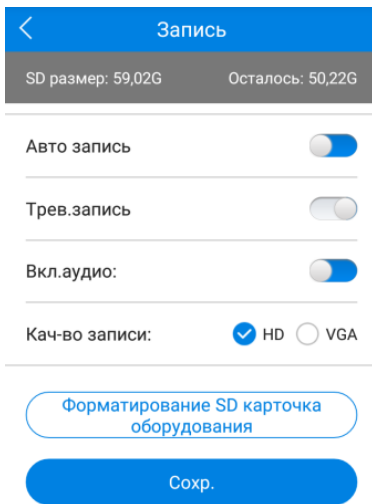 Запись
SD размер: 59,02G Осталось: 50,22G
Авто запись
Трев.запись
Вкл.аудио:
Кач-во записи: HD VGA
Форматирование SD карточка
оборудования
Сохр.